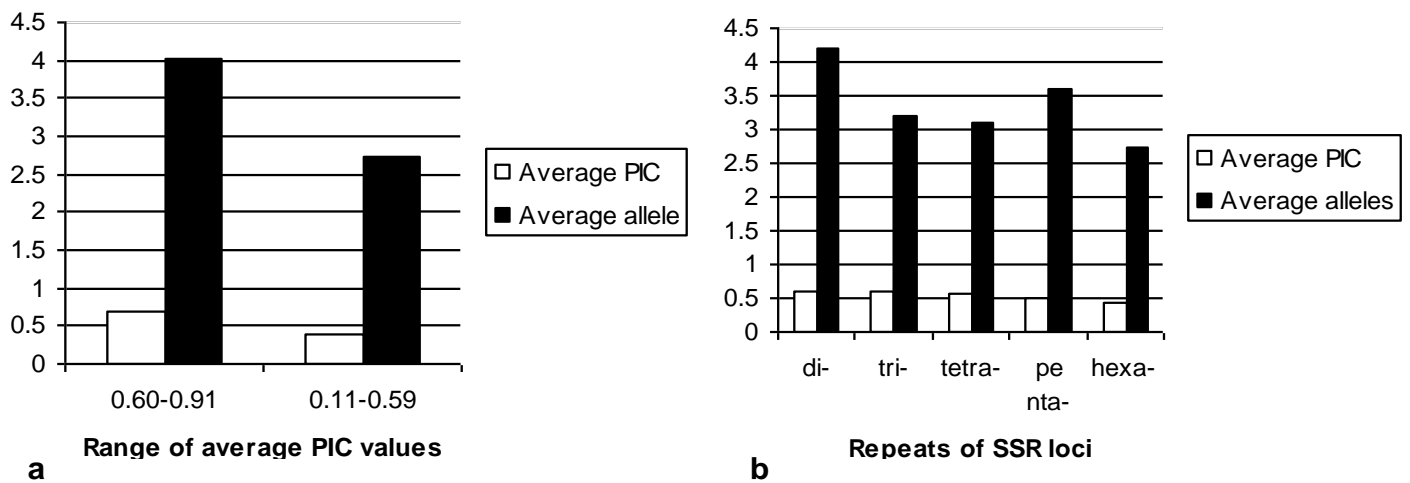 4.5
4
3.5
3
2.5
2
1.5
1
0.5
0
0.60-0.91 0.11-0.59
Range of average PIC values
Average PIC
Average allele
a
4.5
4
3.5
3
2.5
2
1.5
1
0.5
0
di- tri- tetra- pe hexa-
nta-
Repeats of SSR loci
Average PIC
Average alleles
b